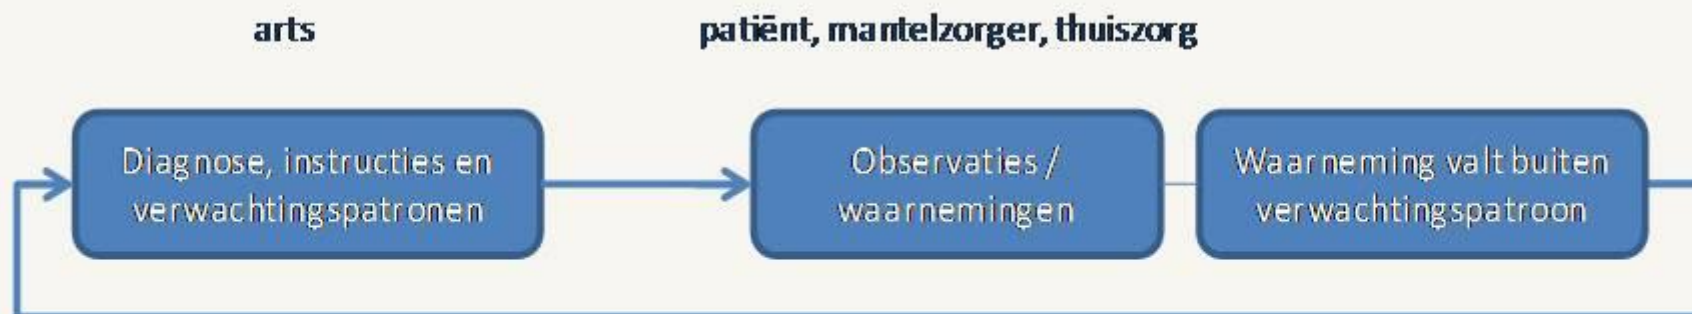 arts
patiënt, mantelzorger, thuiszorg
Diagnose, instructies en
verwachtingspatronen
Observaties /
waarnemingen
Waarneming valt buiten
verwachtingspatroon